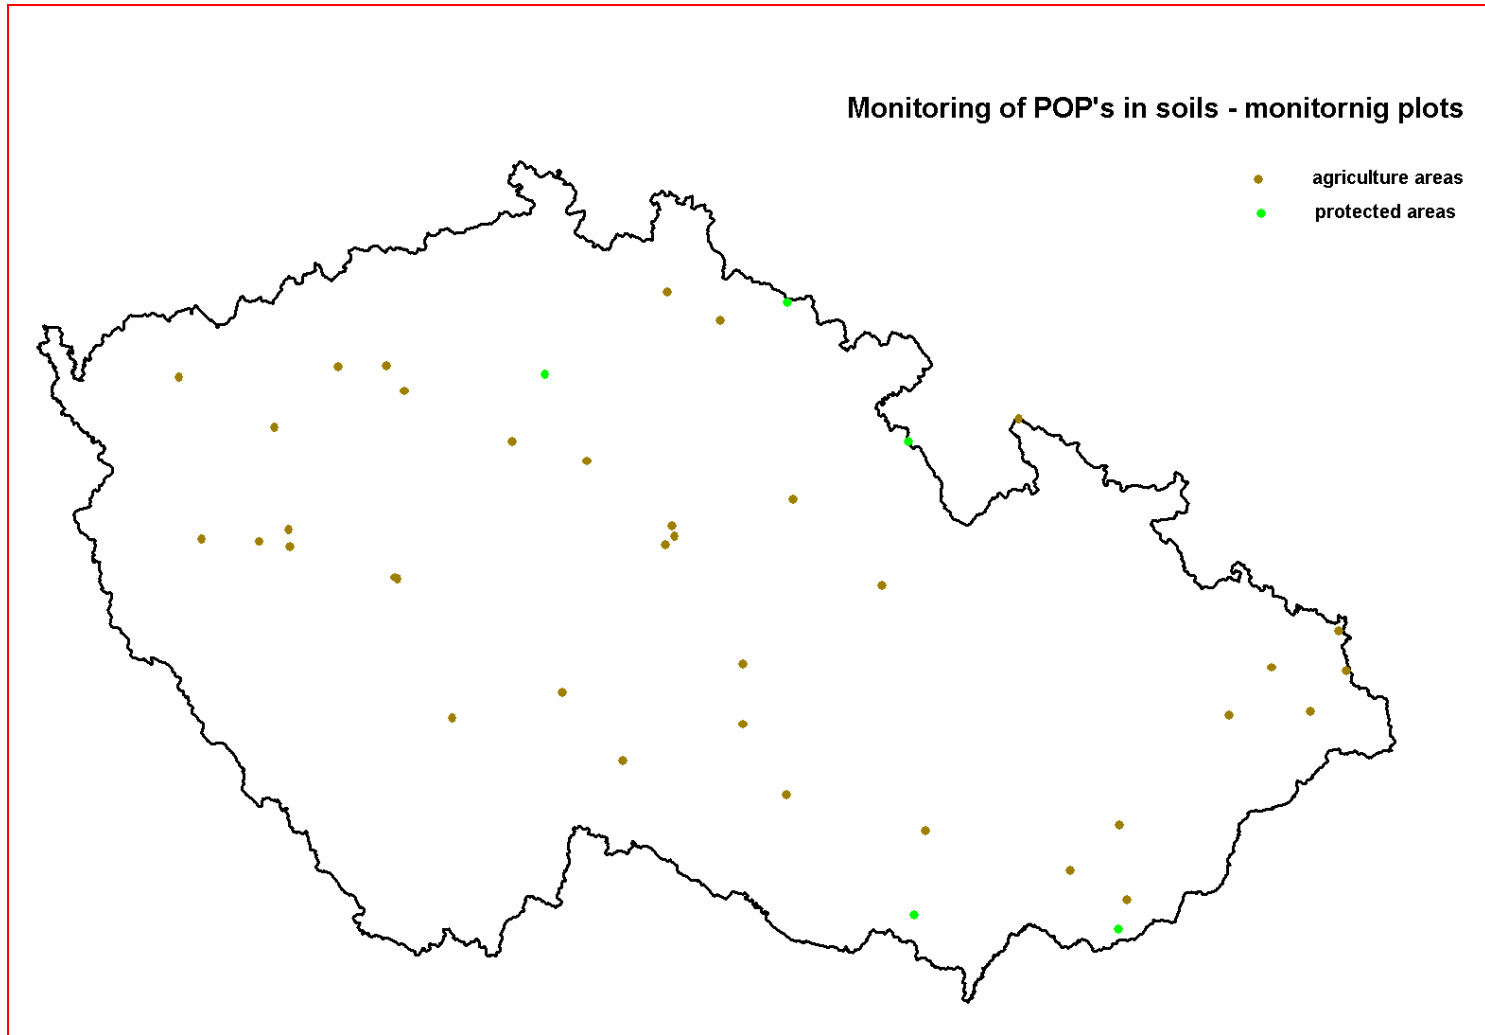 Monitoring of POP's in soils - monitornig plots
agriculture areas
protected areas